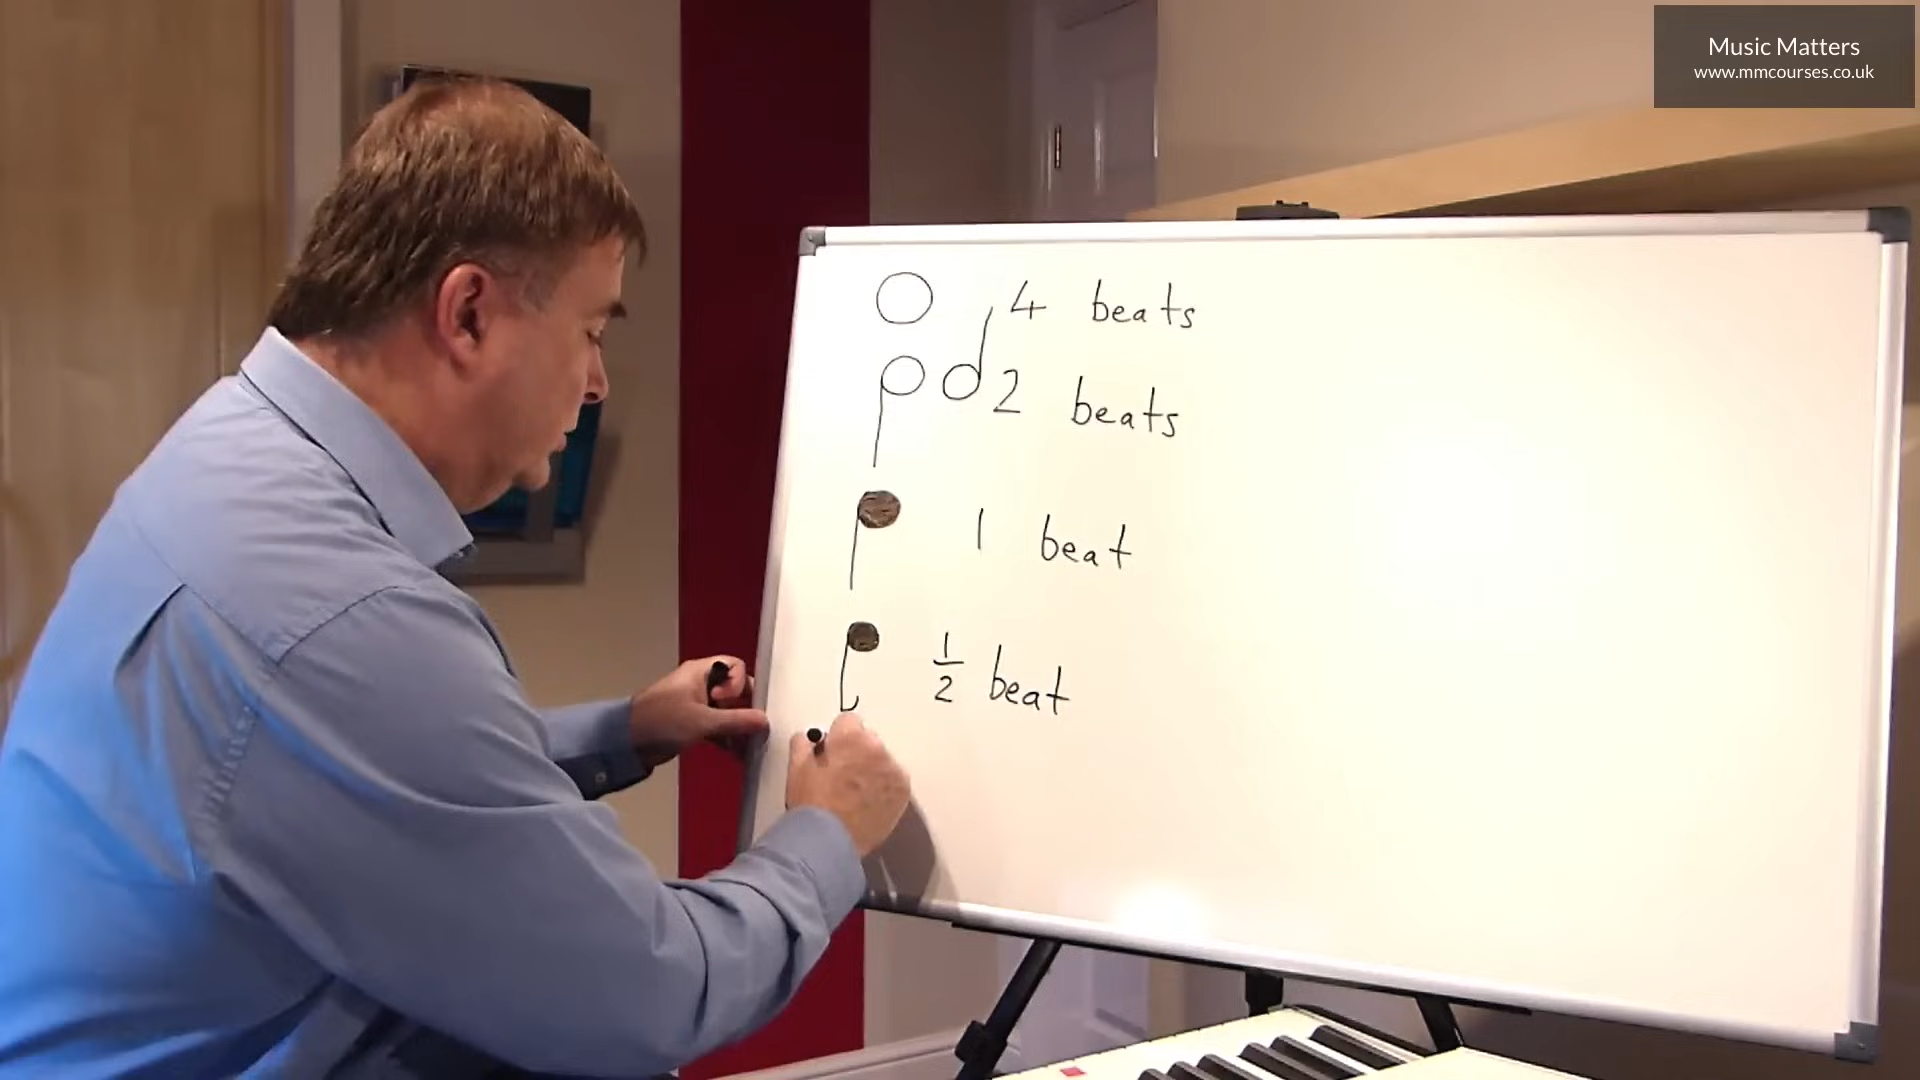 Music Matters
www.mmcourses.co.uk
4 beats
2 beats
1 beat
1/2 beat